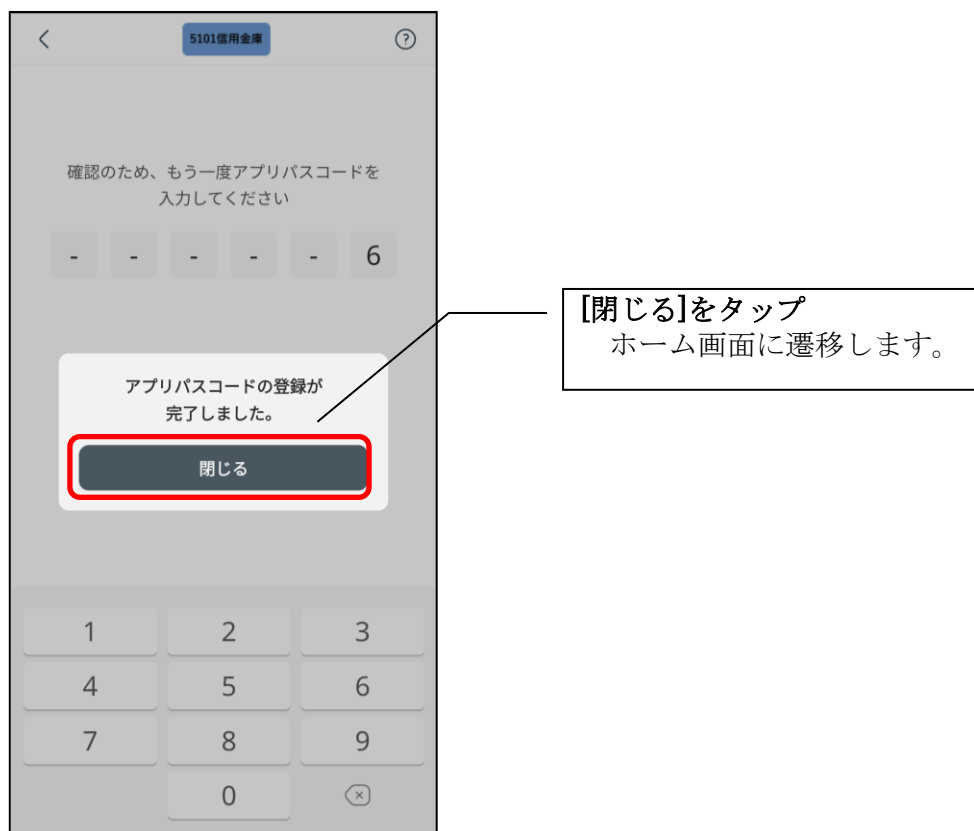 5101信用金庫
?
確認のため、もう一度アプリパスコードを
入力してください
- - - - - 6
アプリパスコードの登録が
完了しました。
閉じる
[閉じる]をタップ
ホーム画面に遷移します。
1 2 3
4 5 6
7 8 9
0